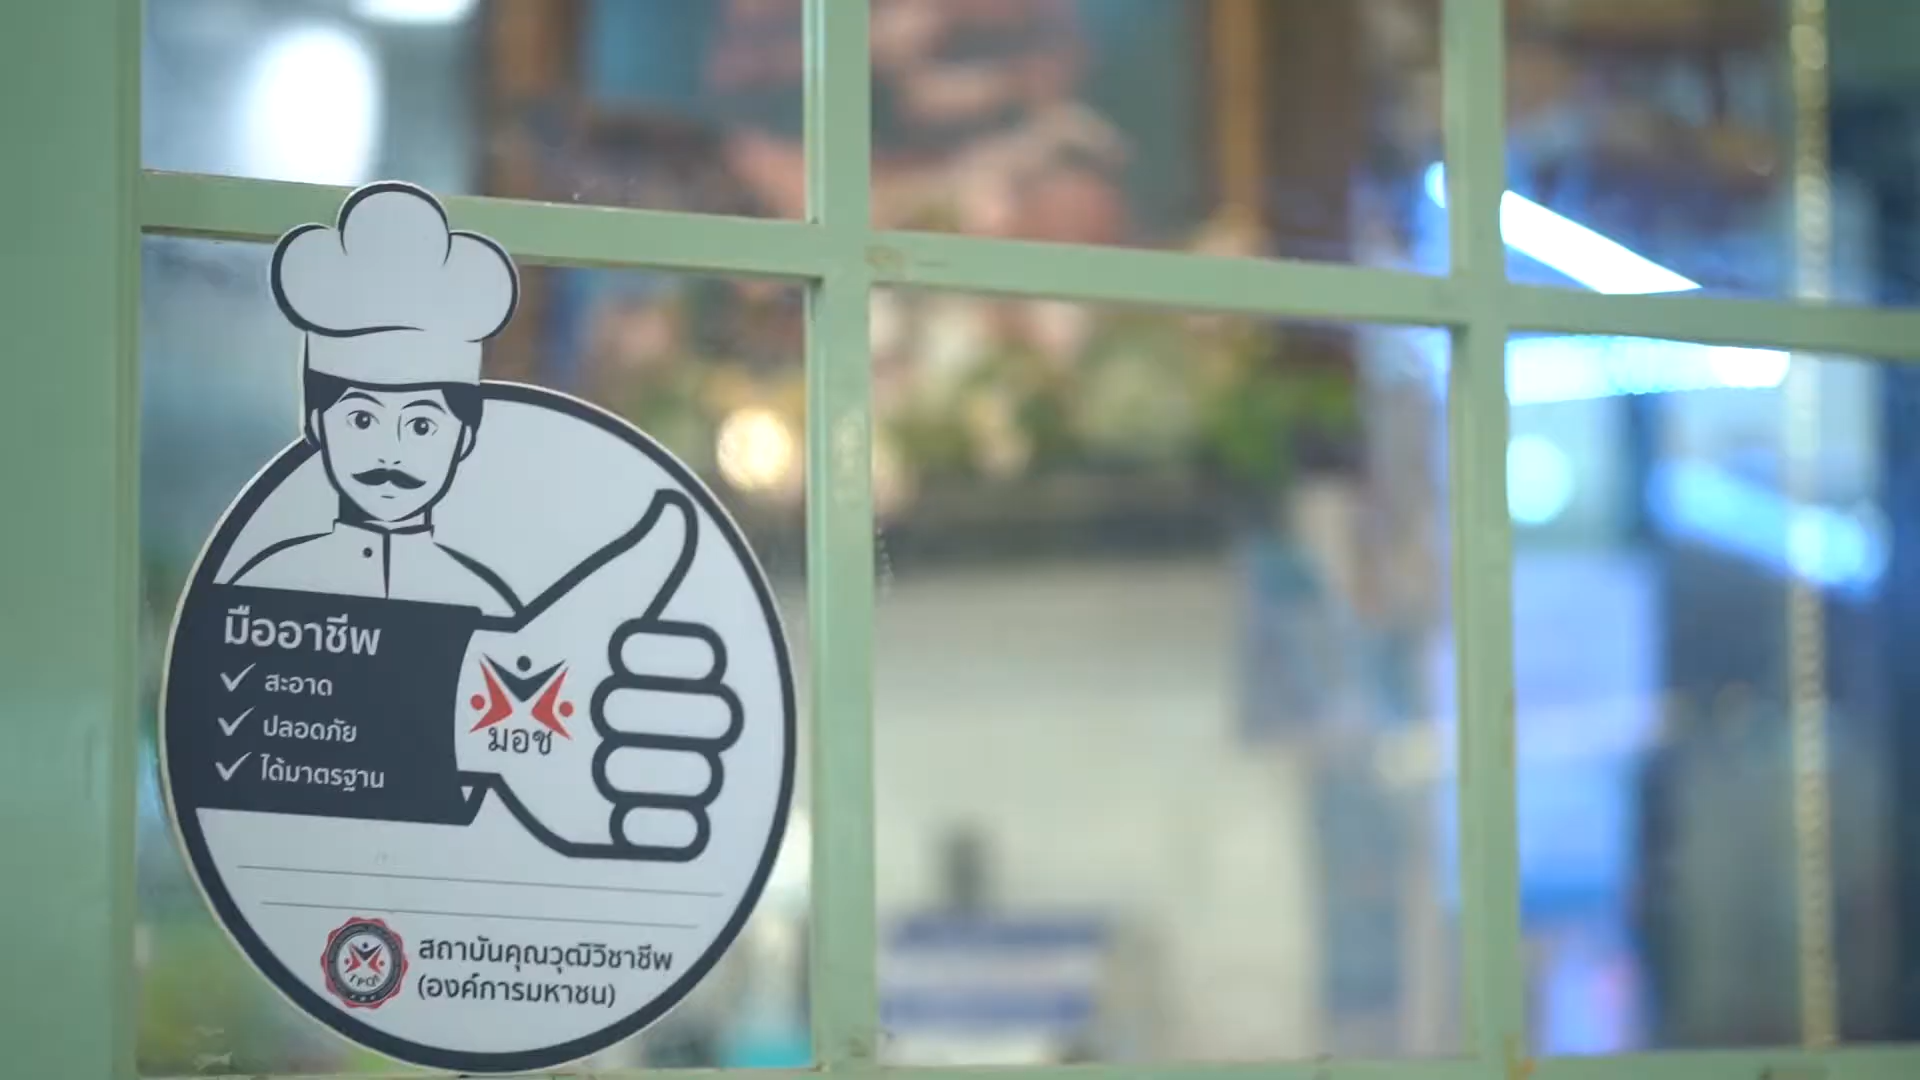 มืออาชีพ
สะอาด
ปลอดภัย
ได้มาตรฐาน
มอช
สถาบันคุณวุฒิวิชาชีพ
(องค์การมหาชน)